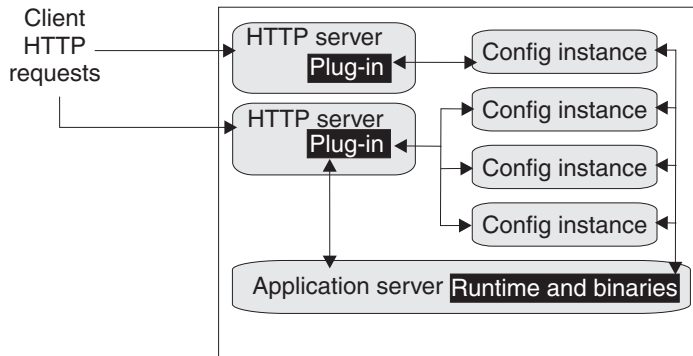 Client
HTTP
requests
HTTP server
Plug-in
Config instance
HTTP server
Plug-in
Config instance
Config instance
Config instance
Application server Runtime and binaries